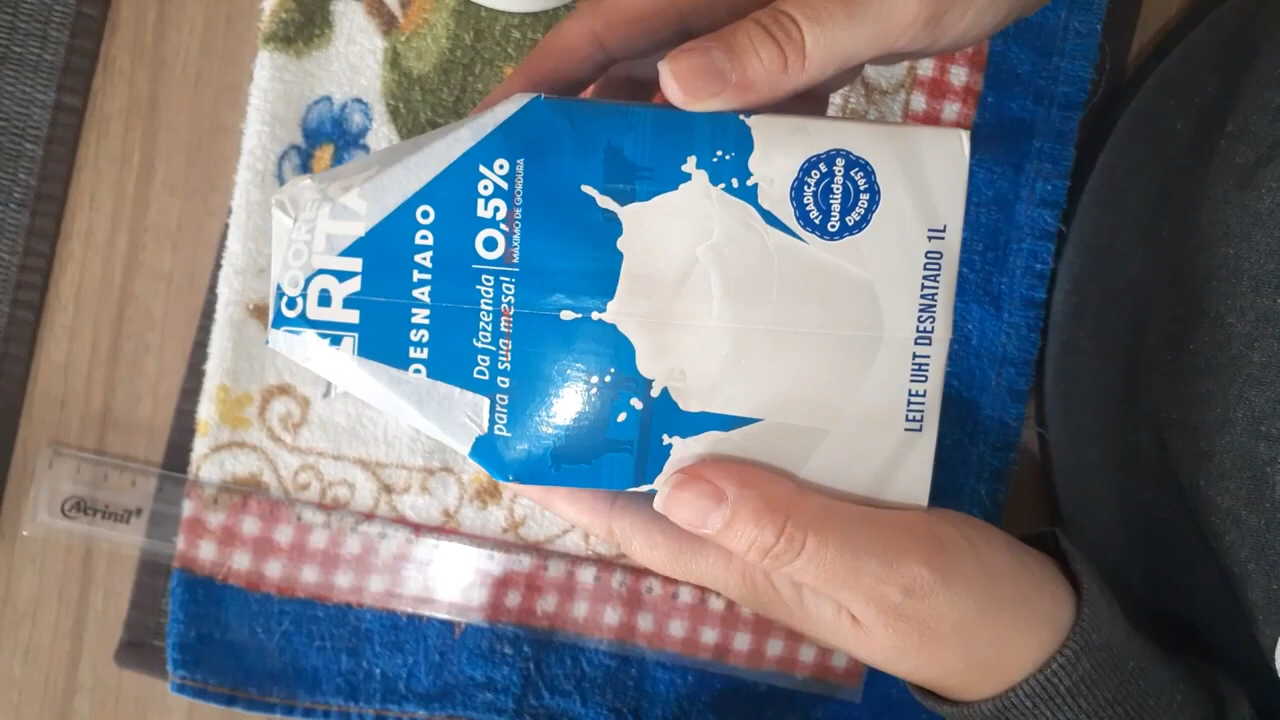 COOPE
RITA
DESNATADO
Da fazenda
para a sua mesa!
0,5%
MÁXIMO DE GORDURA
TRADIÇÃO E
Qualidade
DESDE 1957
LEITE UHT DESNATADO 1L
Acrinil®